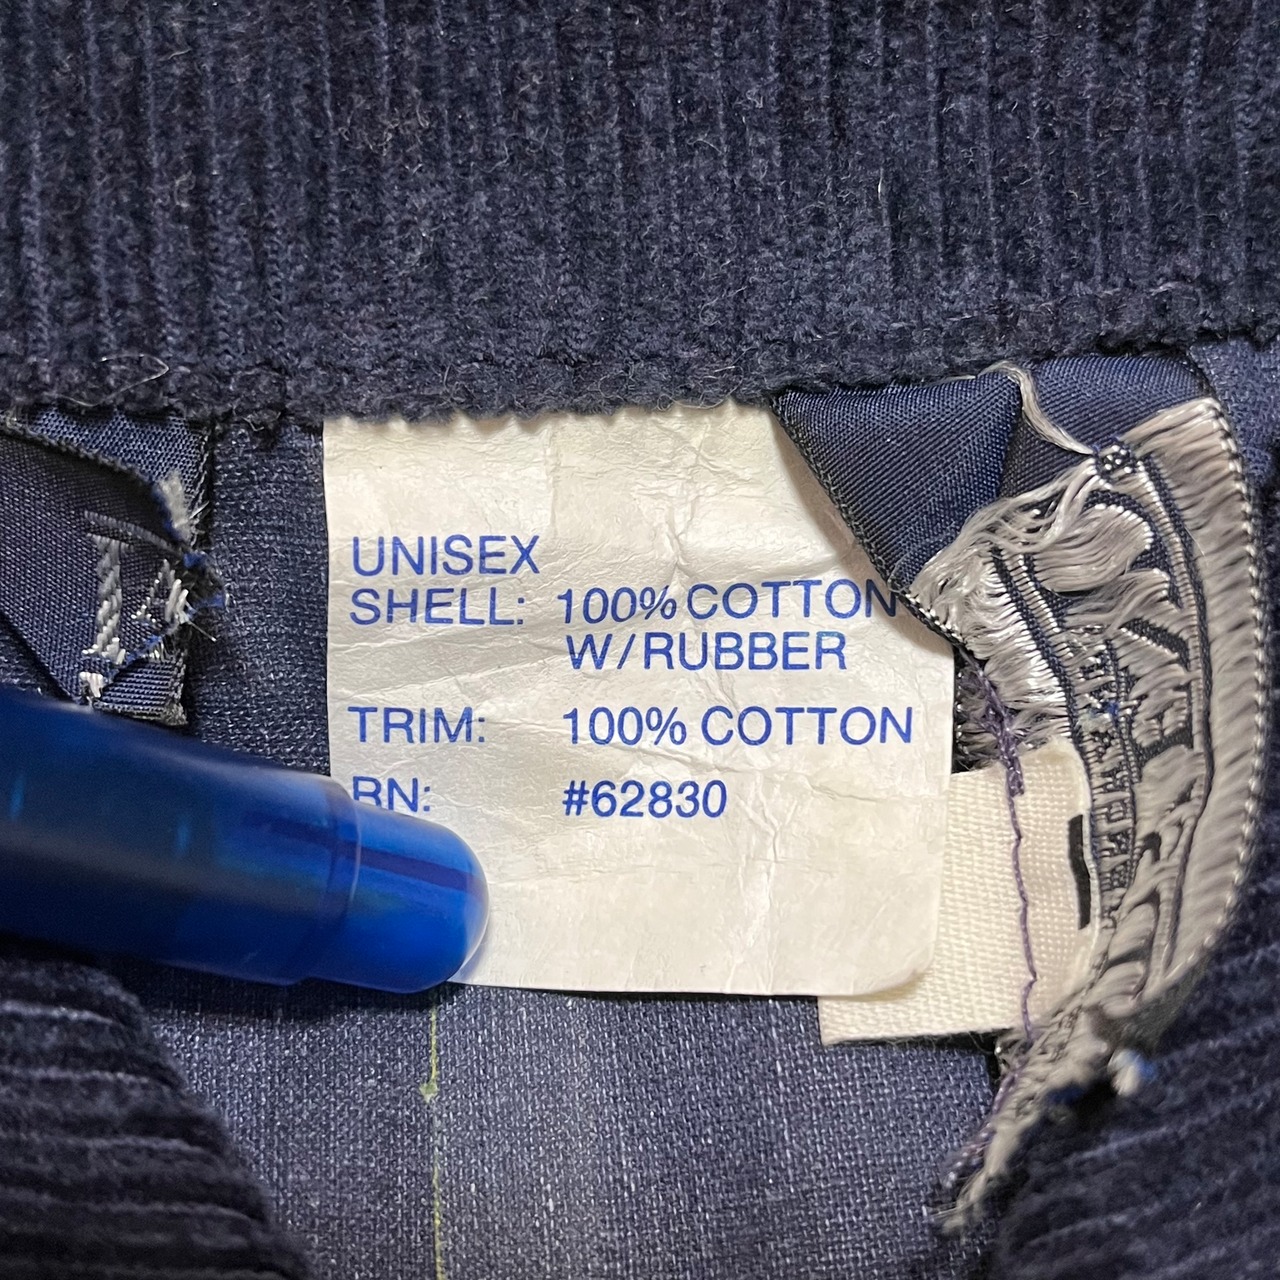 UNISEX
SHELL: 100% COTTON
W/RUBBER
TRIM: 100% COTTON
RN: #62830